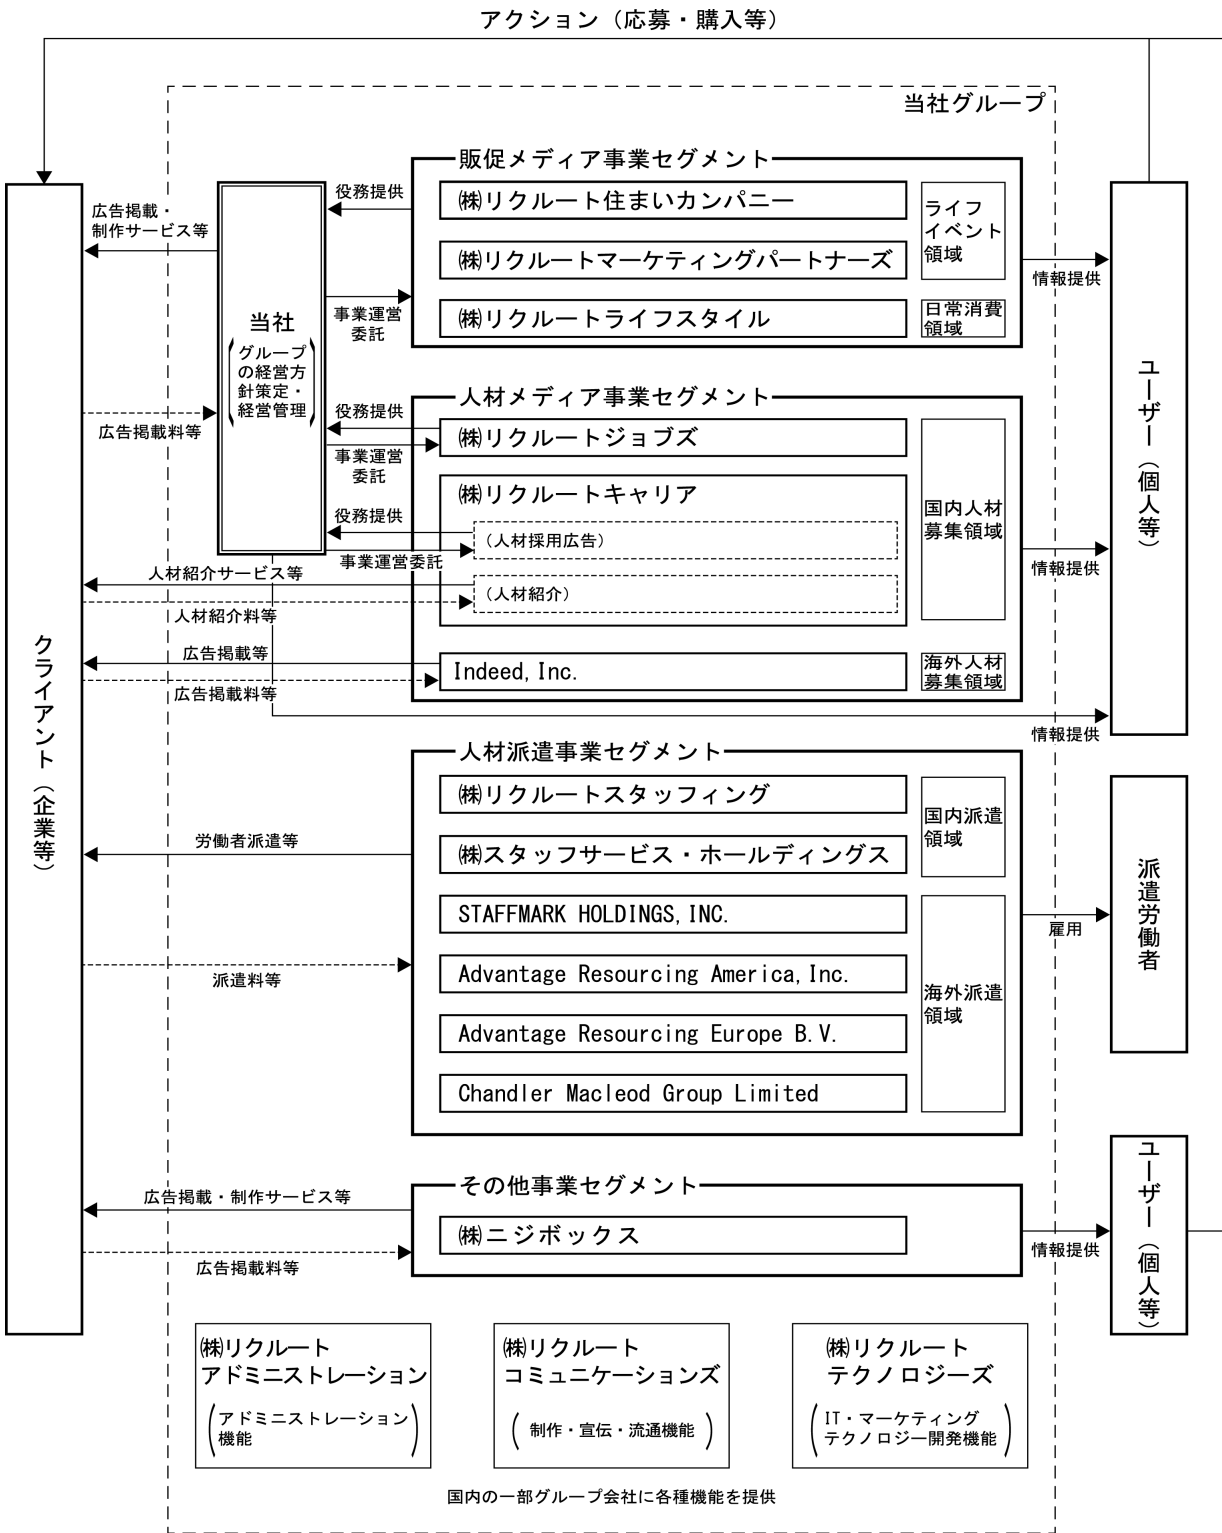 アクション（応募・購入等）
当社グループ
販促メディア事業セグメント
役務提供
㈱リクルート住まいカンパニー
ライフ
イベント
領域
広告掲載・
制作サービス等
㈱リクルートマーケティングパートナーズ
情報提供
事業運営
委託
㈱リクルートライフスタイル
日常消費
領域
当社
グループ
の経営方
針策定・
経営管理
人材メディア事業セグメント
広告掲載料等
役務提供
㈱リクルートジョブズ
事業運営
委託
㈱リクルートキャリア
国内人材
募集領域
役務提供
（人材採用広告）
事業運営委託
情報提供
人材紹介サービス等
（人材紹介）
人材紹介料等
広告掲載等
Indeed, Inc.
海外人材
募集領域
広告掲載料等
情報提供
ユーザー（個人等）
クライアント（企業等）
人材派遣事業セグメント
㈱リクルートスタッフィング
国内派遣
領域
労働者派遣等
㈱スタッフサービス・ホールディングス
STAFFMARK HOLDINGS, INC.
雇用
派遣労働者
派遣料等
Advantage Resourcing America, Inc.
海外派遣
領域
Advantage Resourcing Europe B.V.
Chandler Macleod Group Limited
その他事業セグメント
広告掲載・制作サービス等
㈱ニジボックス
情報提供
広告掲載料等
ユーザー（個人等）
㈱リクルート
アドミニストレーション
（アドミニストレーション
機能）
㈱リクルート
コミュニケーションズ
（制作・宣伝・流通機能）
㈱リクルート
テクノロジーズ
（IT・マーケティング
テクノロジー開発機能）
国内の一部グループ会社に各種機能を提供